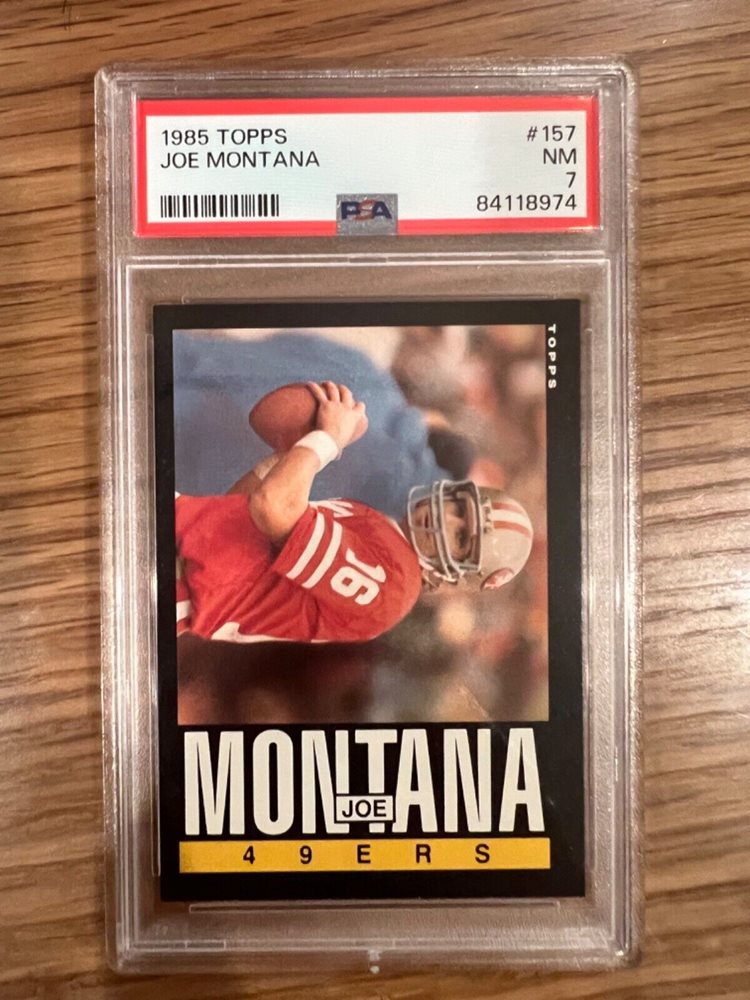 1985 TOPPS #157
JOE MONTANA NM
7
PSA 84118974
TOPPS
16
MONTANA
JOE
49ERS